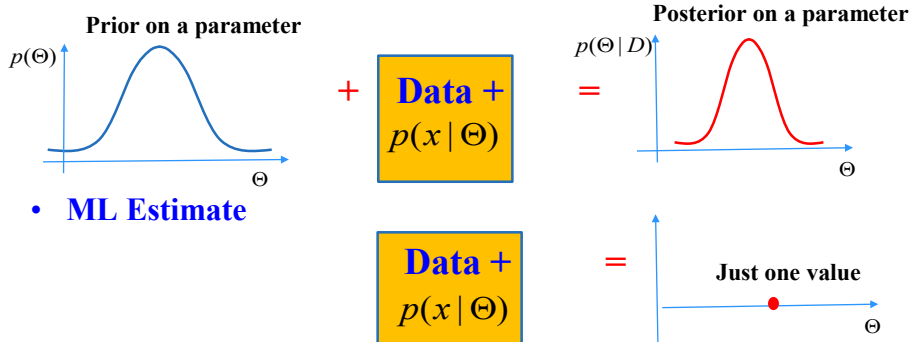 Prior on a parameter
p(Θ)
Θ
+
Data +
p(x | Θ)
=
Posterior on a parameter
p(Θ | D)
Θ
• ML Estimate
Data +
p(x | Θ)
=
Just one value
Θ